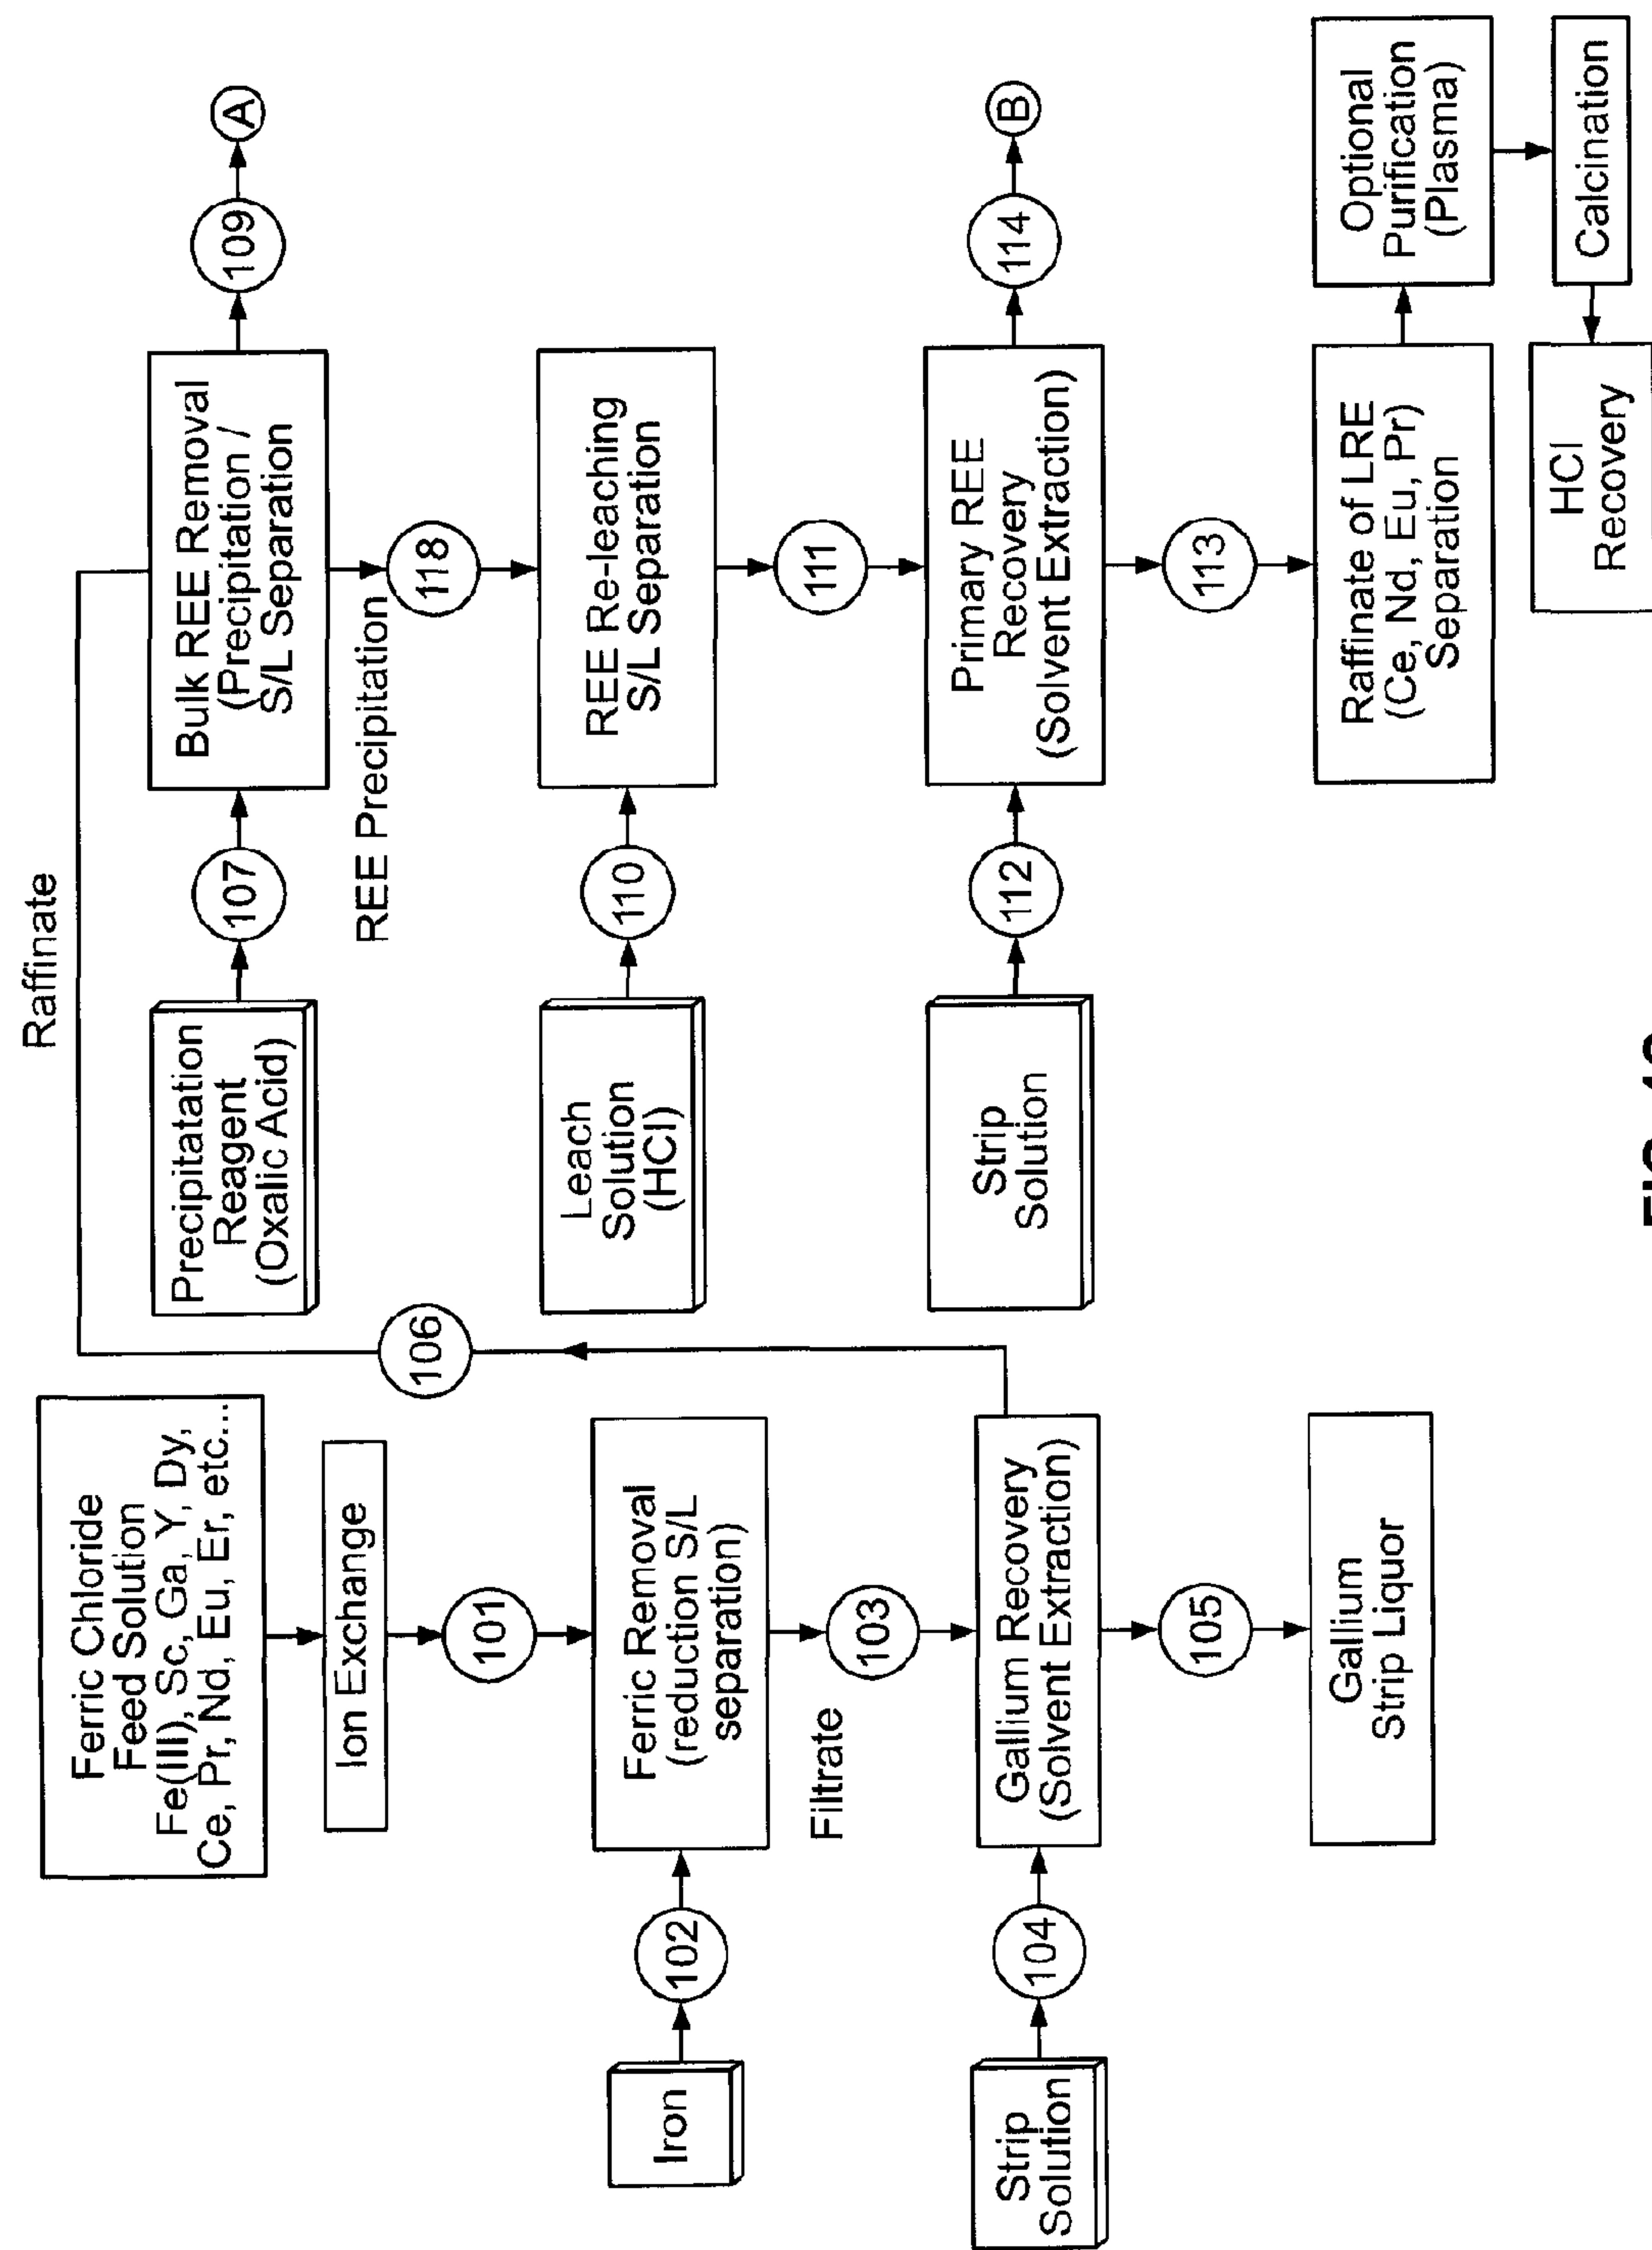 Ferric Chloride
Feed Solution
Fe(III), Sc, Ga, Y, Dy,
Ce, Pr, Nd, Eu, Er, etc...
Ion Exchange
101
Iron
102
Ferric Removal
(reduction S/L
separation)
Filtrate
103
Strip
Solution
104
Gallium Recovery
(Solvent Extraction)
105
Gallium
Strip Liquor
106
Raffinate
Precipitatation
Reagent
(Oxalic Acid)
107
Bulk REE Removal
(Precipitation /
S/L Separation
109
A
REE Precipitation
118
Leach
Solution
(HCl)
110
REE Re-leaching
S/L Separation
111
Strip
Solution
112
Primary REE
Recovery
(Solvent Extraction)
114
B
113
Raffinate of LRE
(Ce, Nd, Eu, Pr)
Separation
Optional
Purification
(Plasma)
Calcination
HCl
Recovery